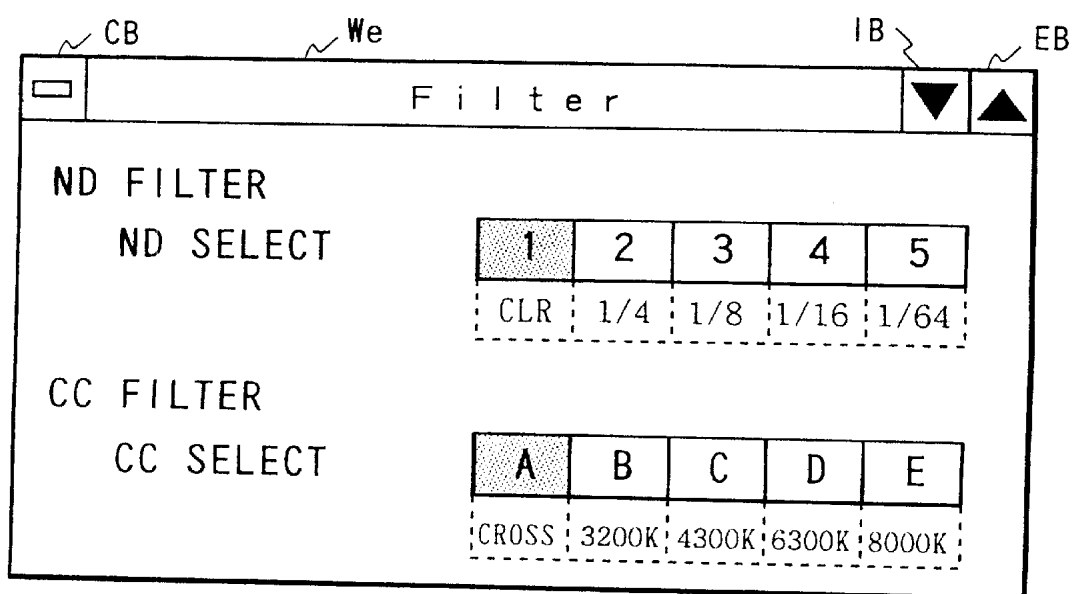 CB We IB EB
Filter
ND FILTER
ND SELECT 1 2 3 4 5
CLR 1/4 1/8 1/16 1/64
CC FILTER
CC SELECT A B C D E
CROSS 3200K 4300K 6300K 8000K